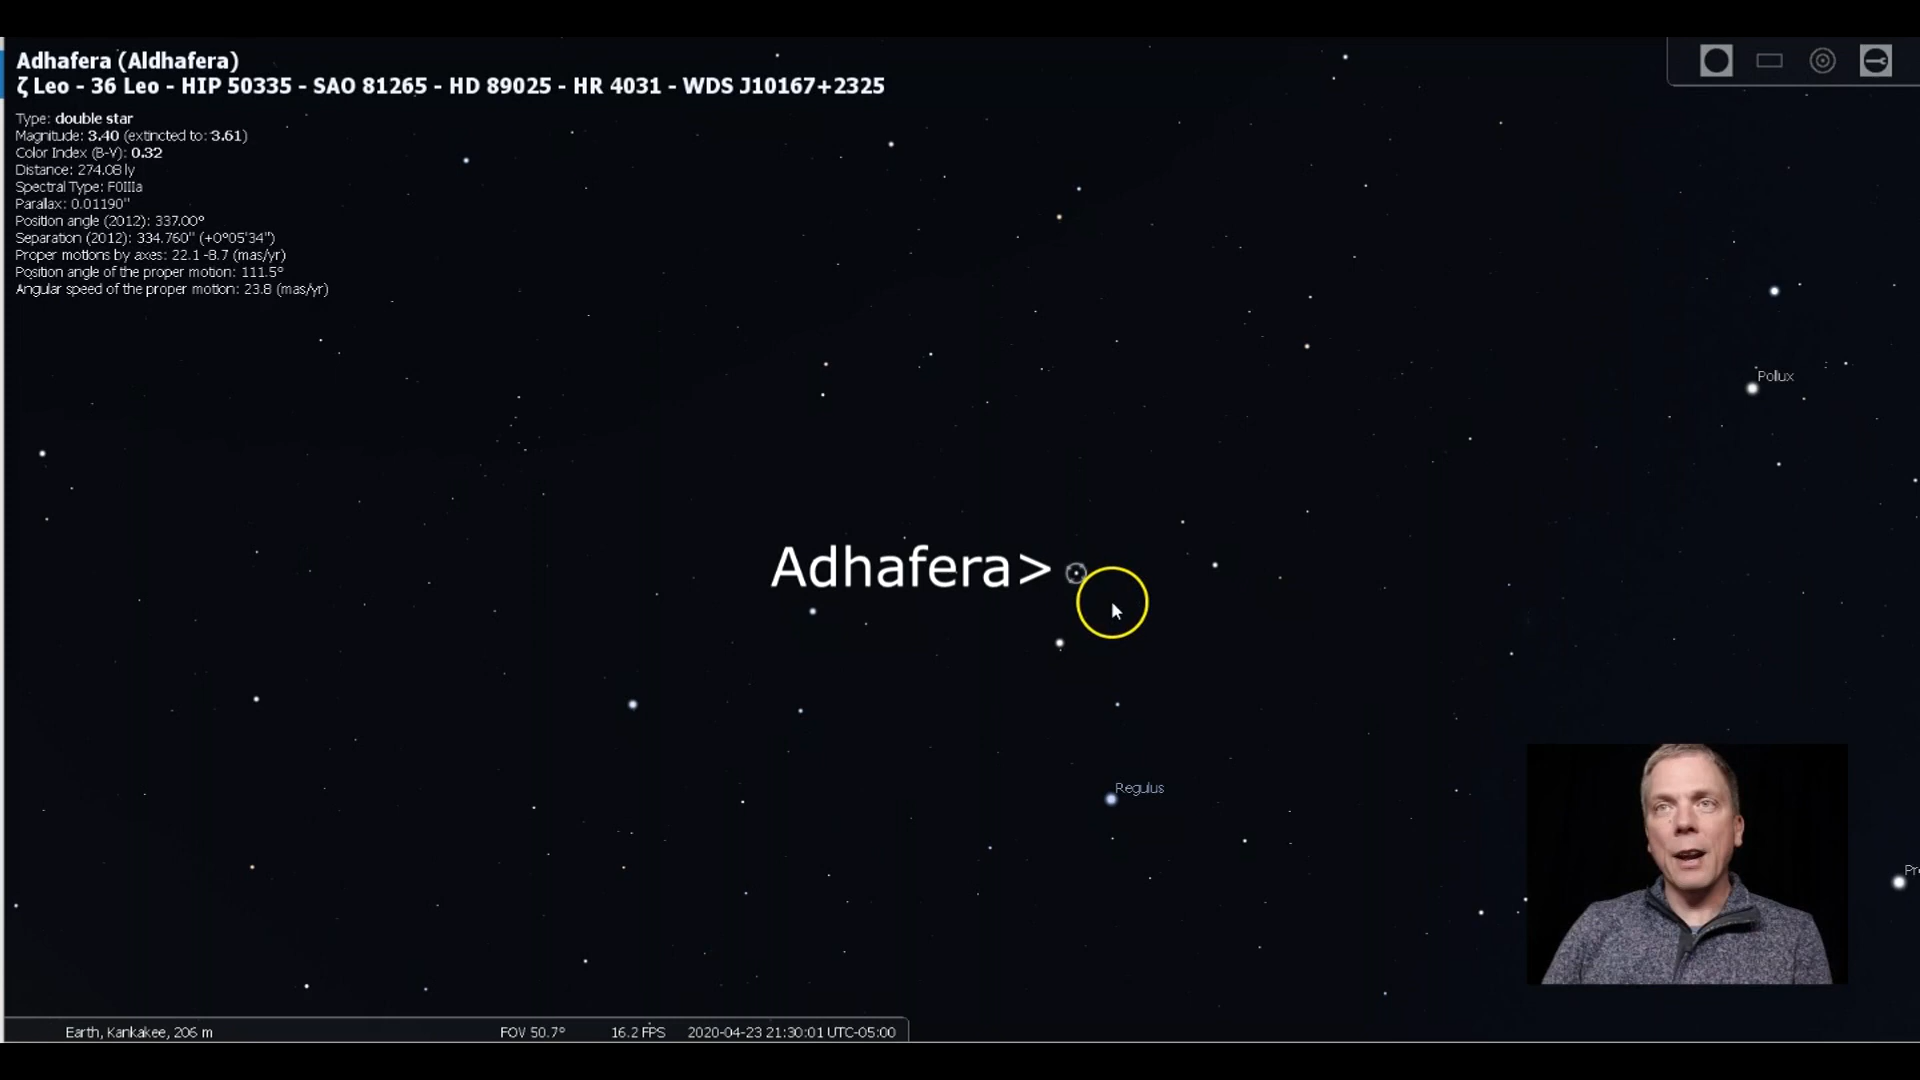 Adhafera (Aldhafera)
ζ Leo - 36 Leo - HIP 50335 - SAO 81265 - HD 89025 - HR 4031 - WDS J10167+2325
Type: double star
Magnitude: 3.40 (extincted to: 3.61)
Color Index (B-V): 0.32
Distance: 274.08 ly
Spectral Type: F0IIIa
Parallax: 0.01190"
Position angle (2012): 337.00°
Separation (2012): 334.760" (+0°05'34")
Proper motions by axes: 22.1 -8.7 (mas/yr)
Position angle of the proper motion: 111.5°
Angular speed of the proper motion: 23.8 (mas/yr)
Pollux
Adhafera>
Regulus
Pr
Earth, Kankakee, 206 m FOV 50.7° 16.2 FPS 2020-04-23 21:30:01 UTC-05:00